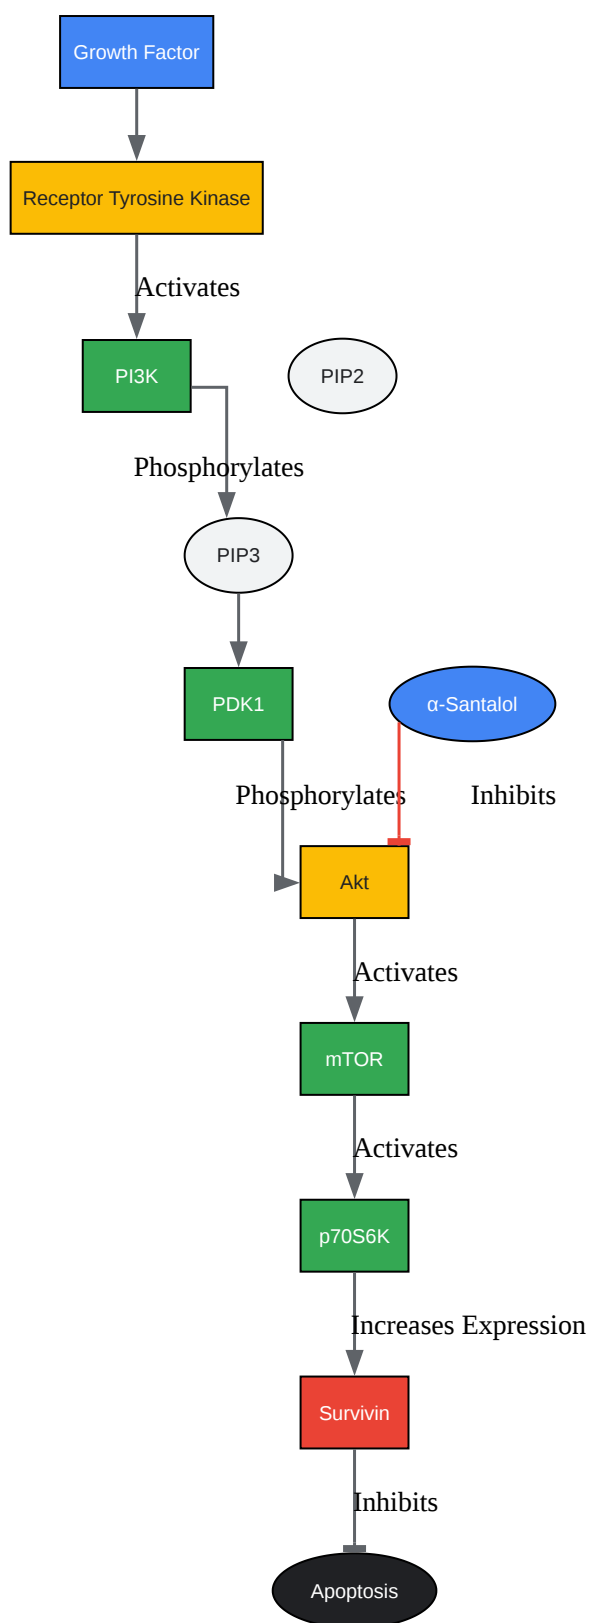 Growth Factor
Receptor Tyrosine Kinase
Activates
PI3K
PIP2
Phosphorylates
PIP3
PDK1
α-Santalol
Phosphorylates
Inhibits
Akt
Activates
mTOR
Activates
p70S6K
Increases Expression
Survivin
Inhibits
Apoptosis